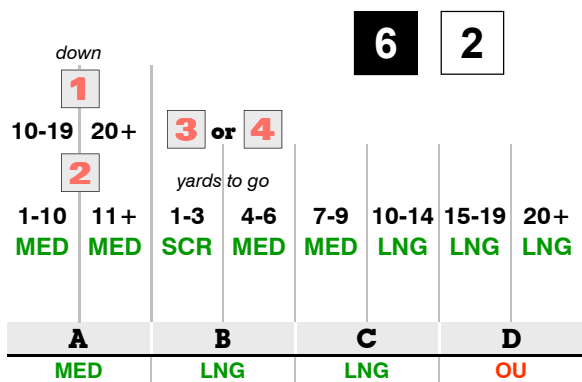 6 2
down
1
10-19 20+ 3 or 4
2 yards to go
1-10 11+ 1-3 4-6 7-9 10-14 15-19 20+
MED MED SCR MED MED LNG LNG LNG
A B C D
MED LNG LNG OU